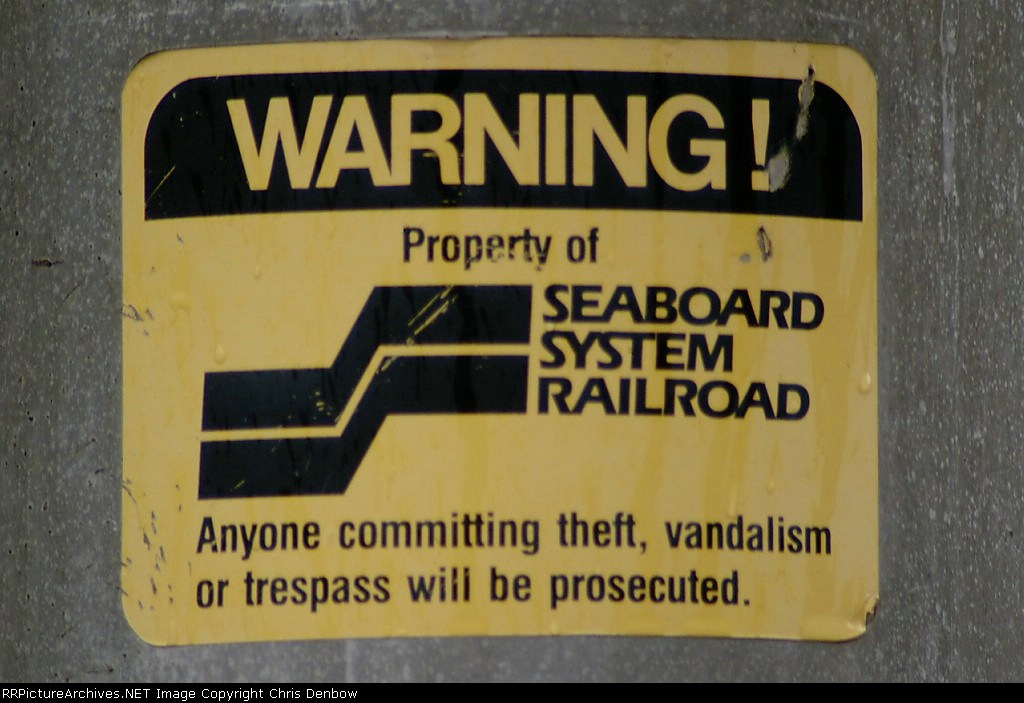 WARNING!
Property of
SEABOARD
SYSTEM
RAILROAD
Anyone committing theft, vandalism
or trespass will be prosecuted.
RRPictureArchives.NET Image Copyright Chris Denbow